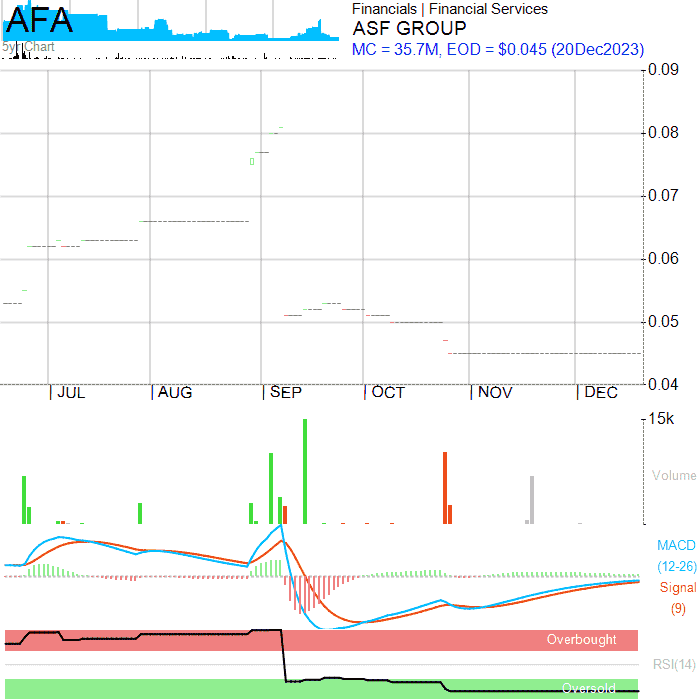 AFA
5yr Chart
Financials | Financial Services
ASF GROUP
MC = 35.7M, EOD = $0.045 (20Dec2023)
0.09
0.08
0.07
0.06
0.05
0.04
JUL AUG SEP OCT NOV DEC
15k
Volume
MACD
(12-26)
Signal
(9)
Overbought
RSI(14)
Oversold